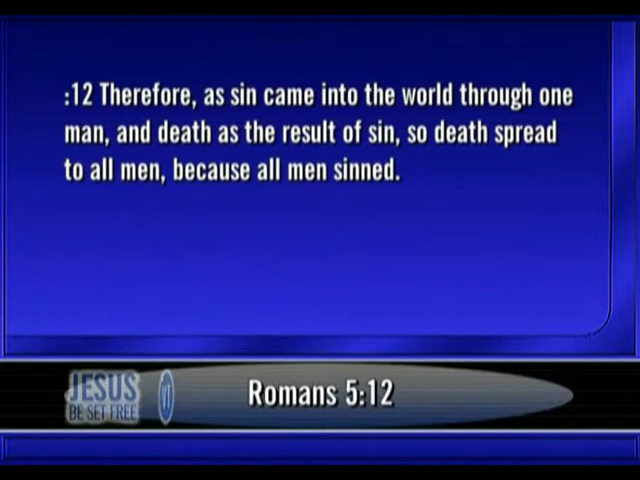 :12 Therefore, as sin came into the world through one
man, and death as the result of sin, so death spread
to all men, because all men sinned.
JESUS
BE SET FREE
Romans 5:12